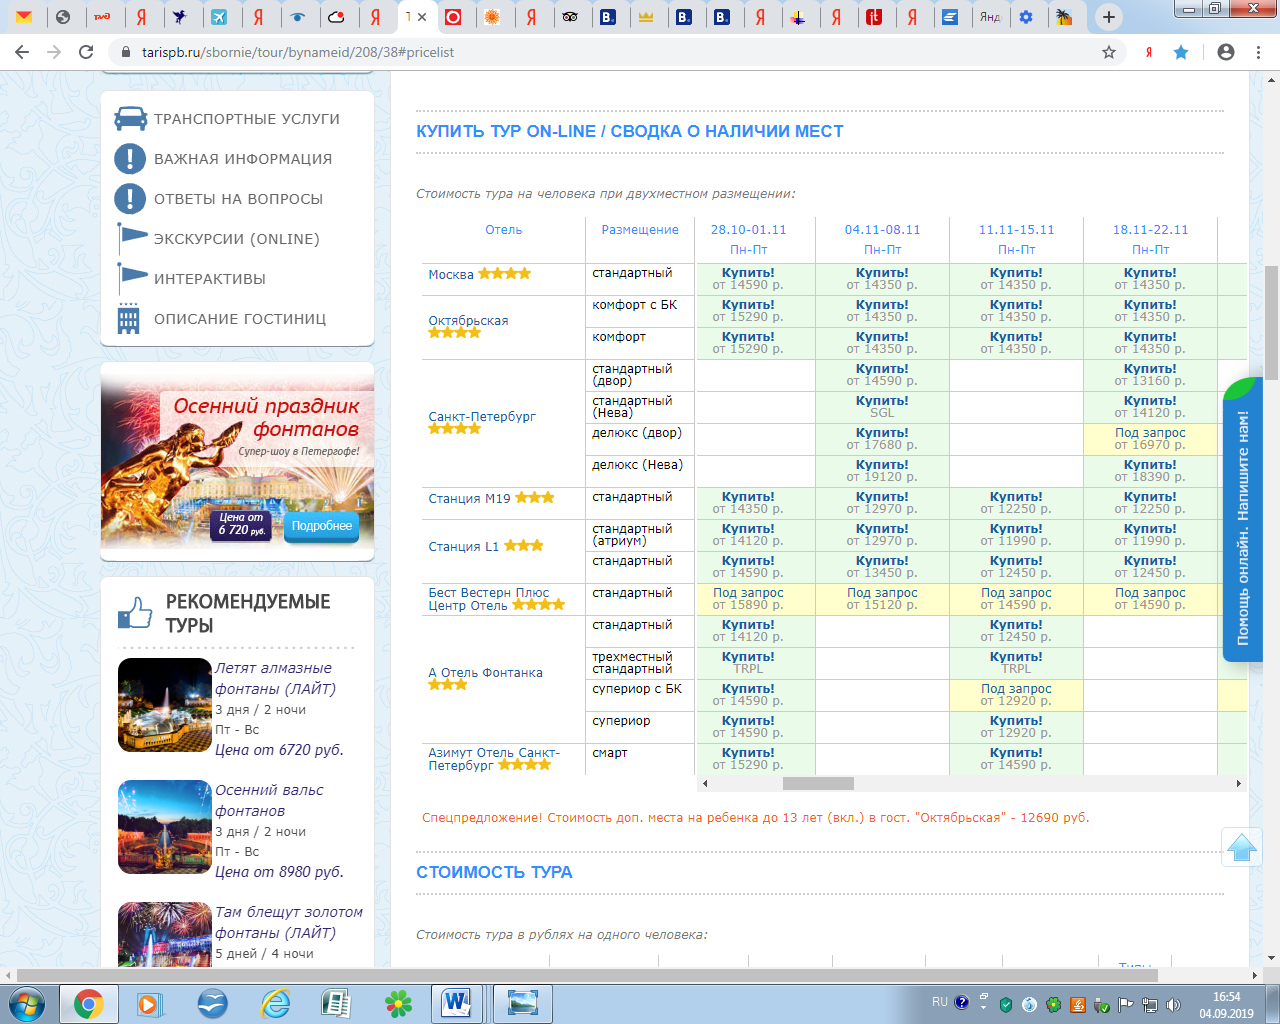 tarispb.ru/sbornie/tour/bynameid/208/38#pricelist
ТРАНСПОРТНЫЕ УСЛУГИ
ВАЖНАЯ ИНФОРМАЦИЯ
ОТВЕТЫ НА ВОПРОСЫ
ЭКСКУРСИИ (ONLINE)
ИНТЕРАКТИВЫ
ОПИСАНИЕ ГОСТИНИЦ
Осенний праздник
фонтанов
Супер-шоу в Петергофе!
Цена от
6 720 руб.
Подробнее
РЕКОМЕНДУЕМЫЕ
ТУРЫ
Летят алмазные
фонтаны (ЛАЙТ)
3 дня / 2 ночи
Пт - Вс
Цена от 6720 руб.
Осенний вальс
фонтанов
3 дня / 2 ночи
Пт - Вс
Цена от 8980 руб.
Там блещут золотом
фонтаны (ЛАЙТ)
5 дней / 4 ночи
КУПИТЬ ТУР ON-LINE / СВОДКА О НАЛИЧИИ МЕСТ
Стоимость тура на человека при двухместном размещении:
Отель Размещение 28.10-01.11 04.11-08.11 11.11-15.11 18.11-22.11
Пн-Пт Пн-Пт Пн-Пт Пн-Пт
Москва стандартный Купить! Купить! Купить! Купить!
от 14590 р. от 14350 р. от 14350 р. от 14350 р.
Октябрьская комфорт с БК Купить! Купить! Купить! Купить!
от 15290 р. от 14350 р. от 14350 р. от 14350 р.
комфорт Купить! Купить! Купить! Купить!
от 15290 р. от 14350 р. от 14350 р. от 14350 р.
Санкт-Петербург стандартный Купить! Купить!
(двор) от 14590 р. от 13160 р.
стандартный Купить! Купить!
(Нева) SGL от 14120 р.
делюкс (двор) Купить! Под запрос
от 17680 р. от 16970 р.
делюкс (Нева) Купить! Купить!
от 19120 р. от 18390 р.
Станция М19 стандартный Купить! Купить! Купить! Купить!
от 14350 р. от 12970 р. от 12250 р. от 12250 р.
Станция L1 стандартный Купить! Купить! Купить! Купить!
(атриум) от 14120 р. от 12970 р. от 11990 р. от 11990 р.
стандартный Купить! Купить! Купить! Купить!
от 14590 р. от 13450 р. от 12450 р. от 12450 р.
Бест Вестерн Плюс стандартный Под запрос Под запрос Под запрос Под запрос
Центр Отель от 15890 р. от 15120 р. от 14590 р. от 14590 р.
А Отель Фонтанка стандартный Купить! Купить!
от 14120 р. от 12450 р.
трехместный Купить! Купить!
стандартный TRPL TRPL
супериор с БК Купить! Под запрос
от 14590 р. от 12920 р.
супериор Купить! Купить!
от 14590 р. от 12920 р.
Азимут Отель Санкт- смарт Купить! Купить!
Петербург от 15290 р. от 14590 р.
Спецпредложение! Стоимость доп. места на ребенка до 13 лет (вкл.) в гост. "Октябрьская" - 12690 руб.
СТОИМОСТЬ ТУРА
Стоимость тура в рублях на одного человека:
Помощь онлайн. Напишите нам!
RU
16:54
04.09.2019